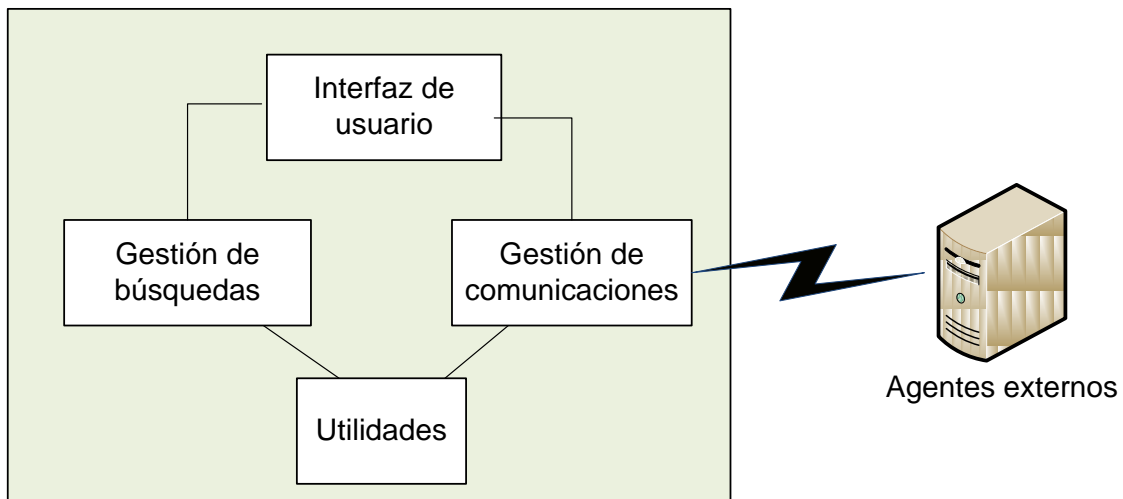 Interfaz de
usuario
Gestión de
búsquedas
Gestión de
comunicaciones
Agentes externos
Utilidades